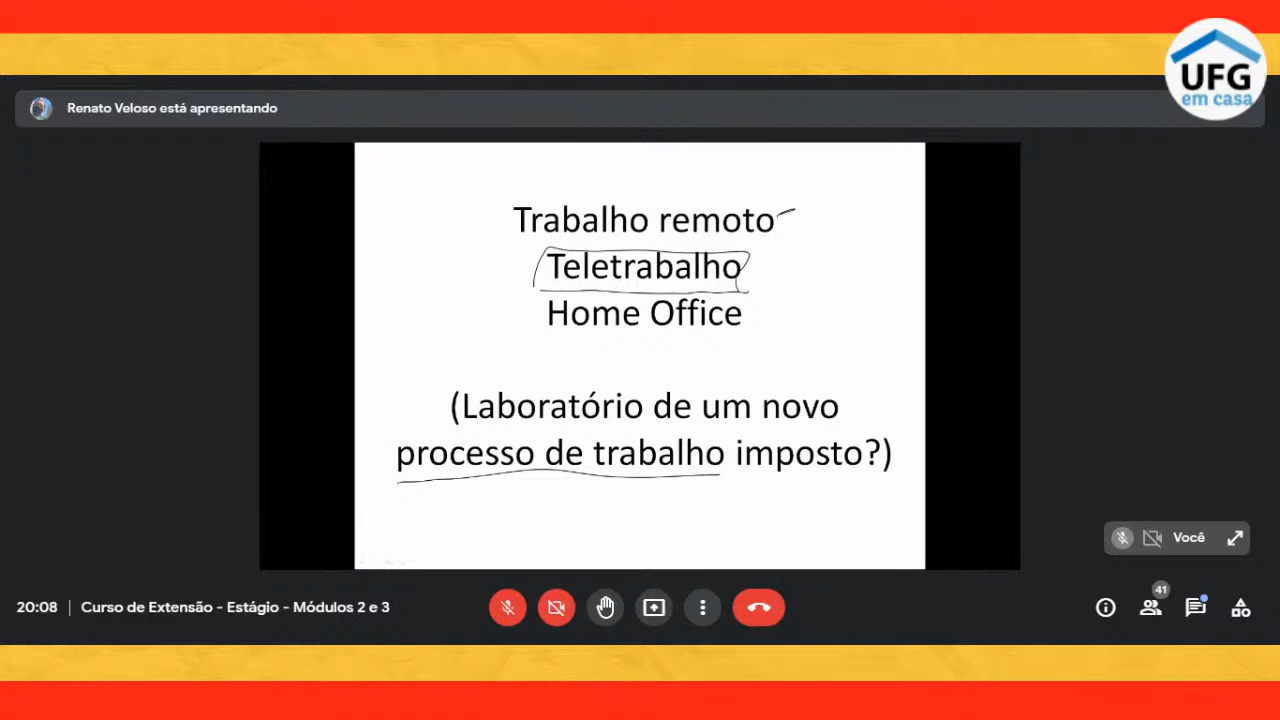 UFG
em casa
Renato Veloso está apresentando
Trabalho remoto
Teletrabalho
Home Office
(Laboratório de um novo
processo de trabalho imposto?)
Você
20:08 | Curso de Extensão - Estágio - Módulos 2 e 3
41